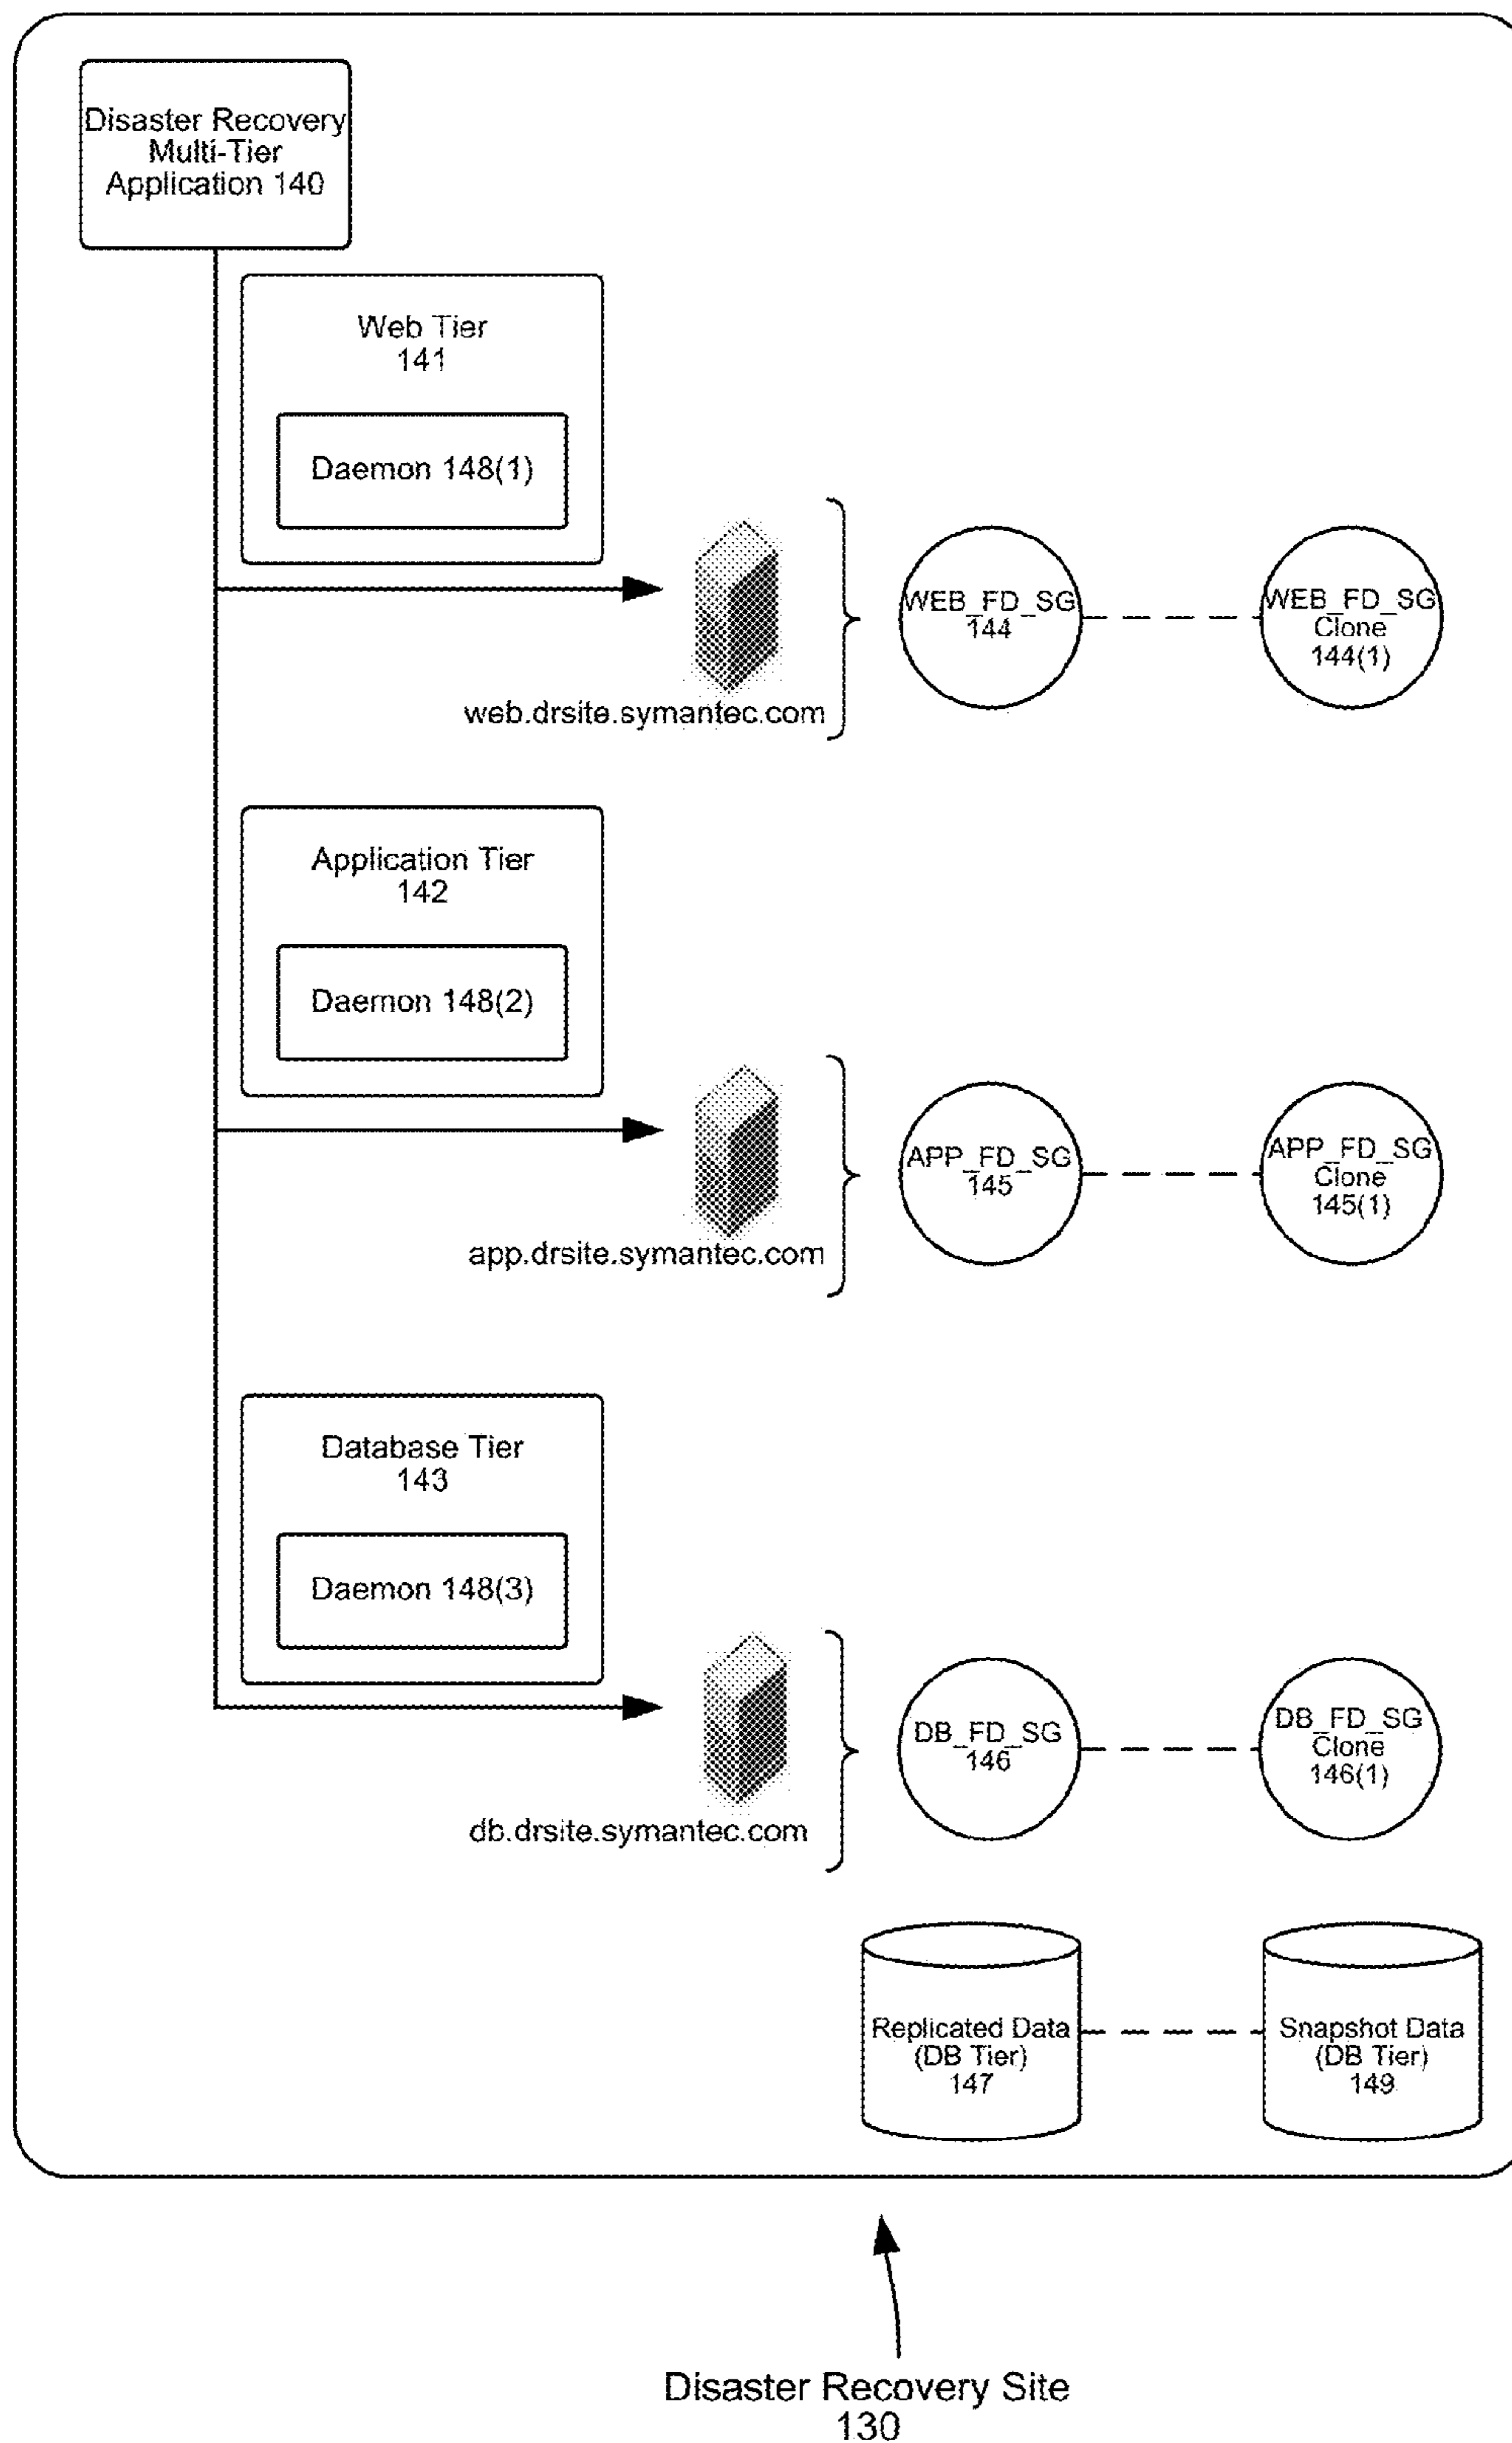 Disaster Recovery
Multi-Tier
Application 140
Web Tier
141
Daemon 148(1)
web.drsite.symantec.com
WEB_FD_SG
144
WEB_FD_SG
Clone
144(1)
Application Tier
142
Daemon 148(2)
app.drsite.symantec.com
APP_FD_SG
145
APP_FD_SG
Clone
145(1)
Database Tier
143
Daemon 148(3)
db.drsite.symantec.com
DB_FD_SG
146
DB_FD_SG
Clone
146(1)
Replicated Data
(DB Tier)
147
Snapshot Data
(DB Tier)
149
Disaster Recovery Site
130